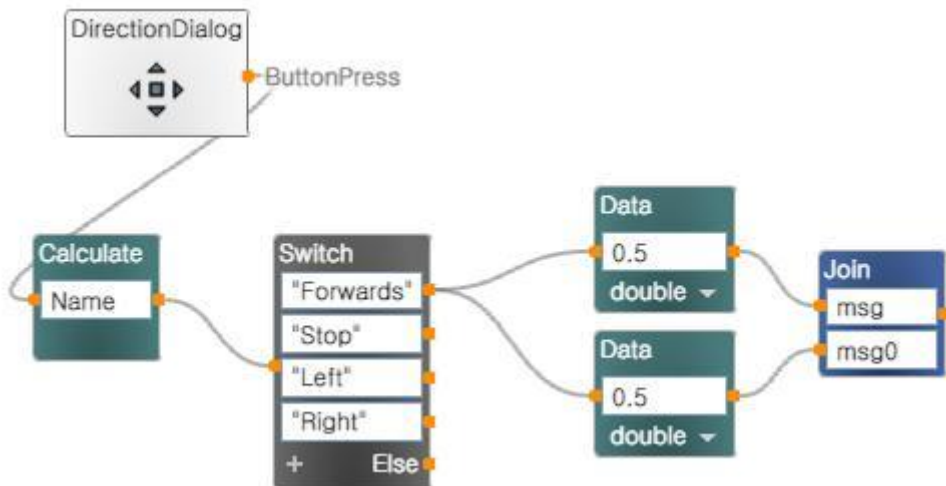 DirectionDialog
ButtonPress
Calculate
Name
Switch
"Forwards"
"Stop"
"Left"
"Right"
+ Else
Data
0.5
double
Data
0.5
double
Join
msg
msg0